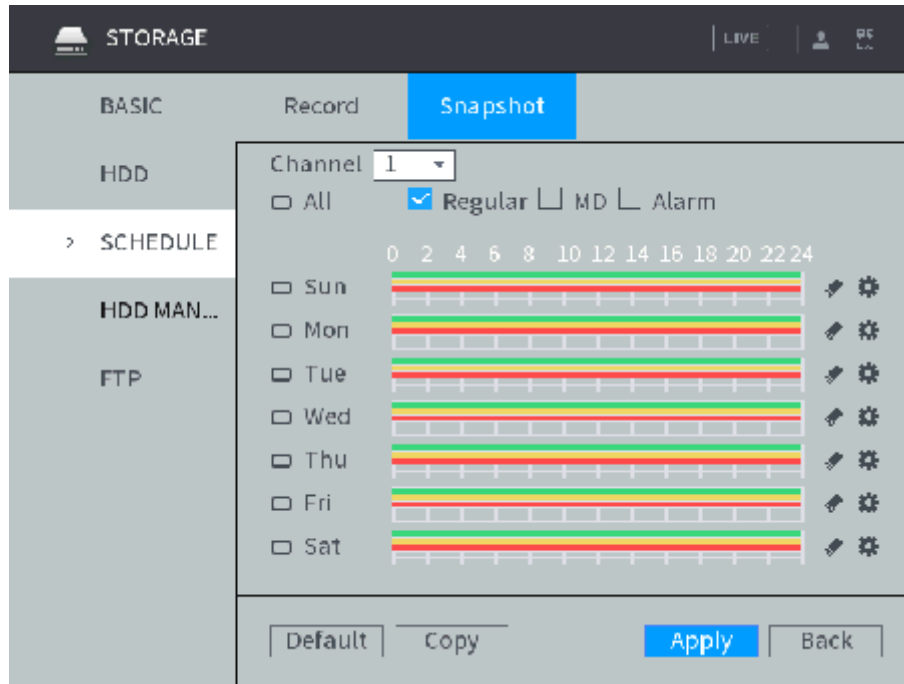 STORAGE LIVE
BASIC Record Snapshot
HDD Channel 1
All Regular MD Alarm
SCHEDULE
0 2 4 6 8 10 12 14 16 18 20 22 24
Sun
HDD MAN...
Mon
FTP Tue
Wed
Thu
Fri
Sat
Default Copy Apply Back